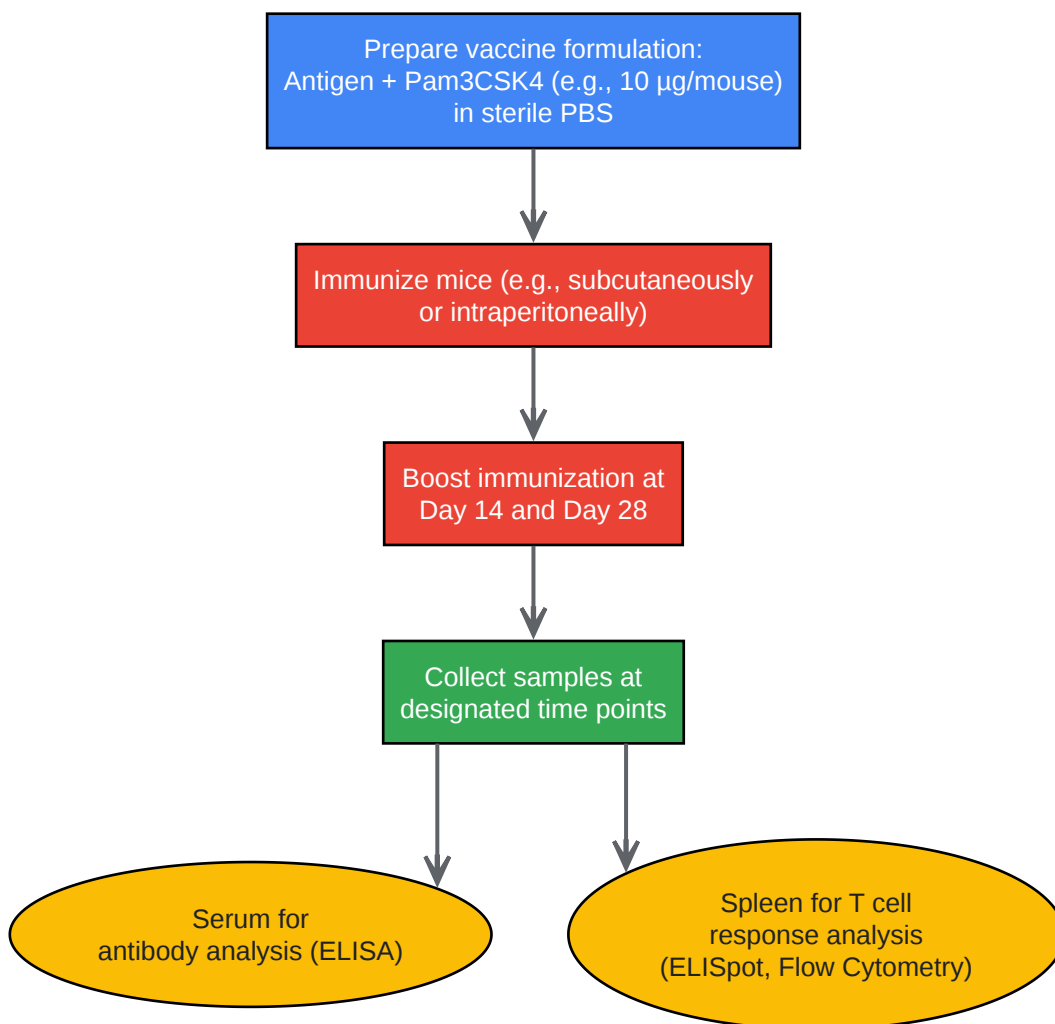 Prepare vaccine formulation:
Antigen + Pam3CSK4 (e.g., 10 µg/mouse)
in sterile PBS
Immunize mice (e.g., subcutaneously
or intraperitoneally)
Boost immunization at
Day 14 and Day 28
Collect samples at
designated time points
Serum for
antibody analysis (ELISA)
Spleen for T cell
response analysis
(ELISpot, Flow Cytometry)